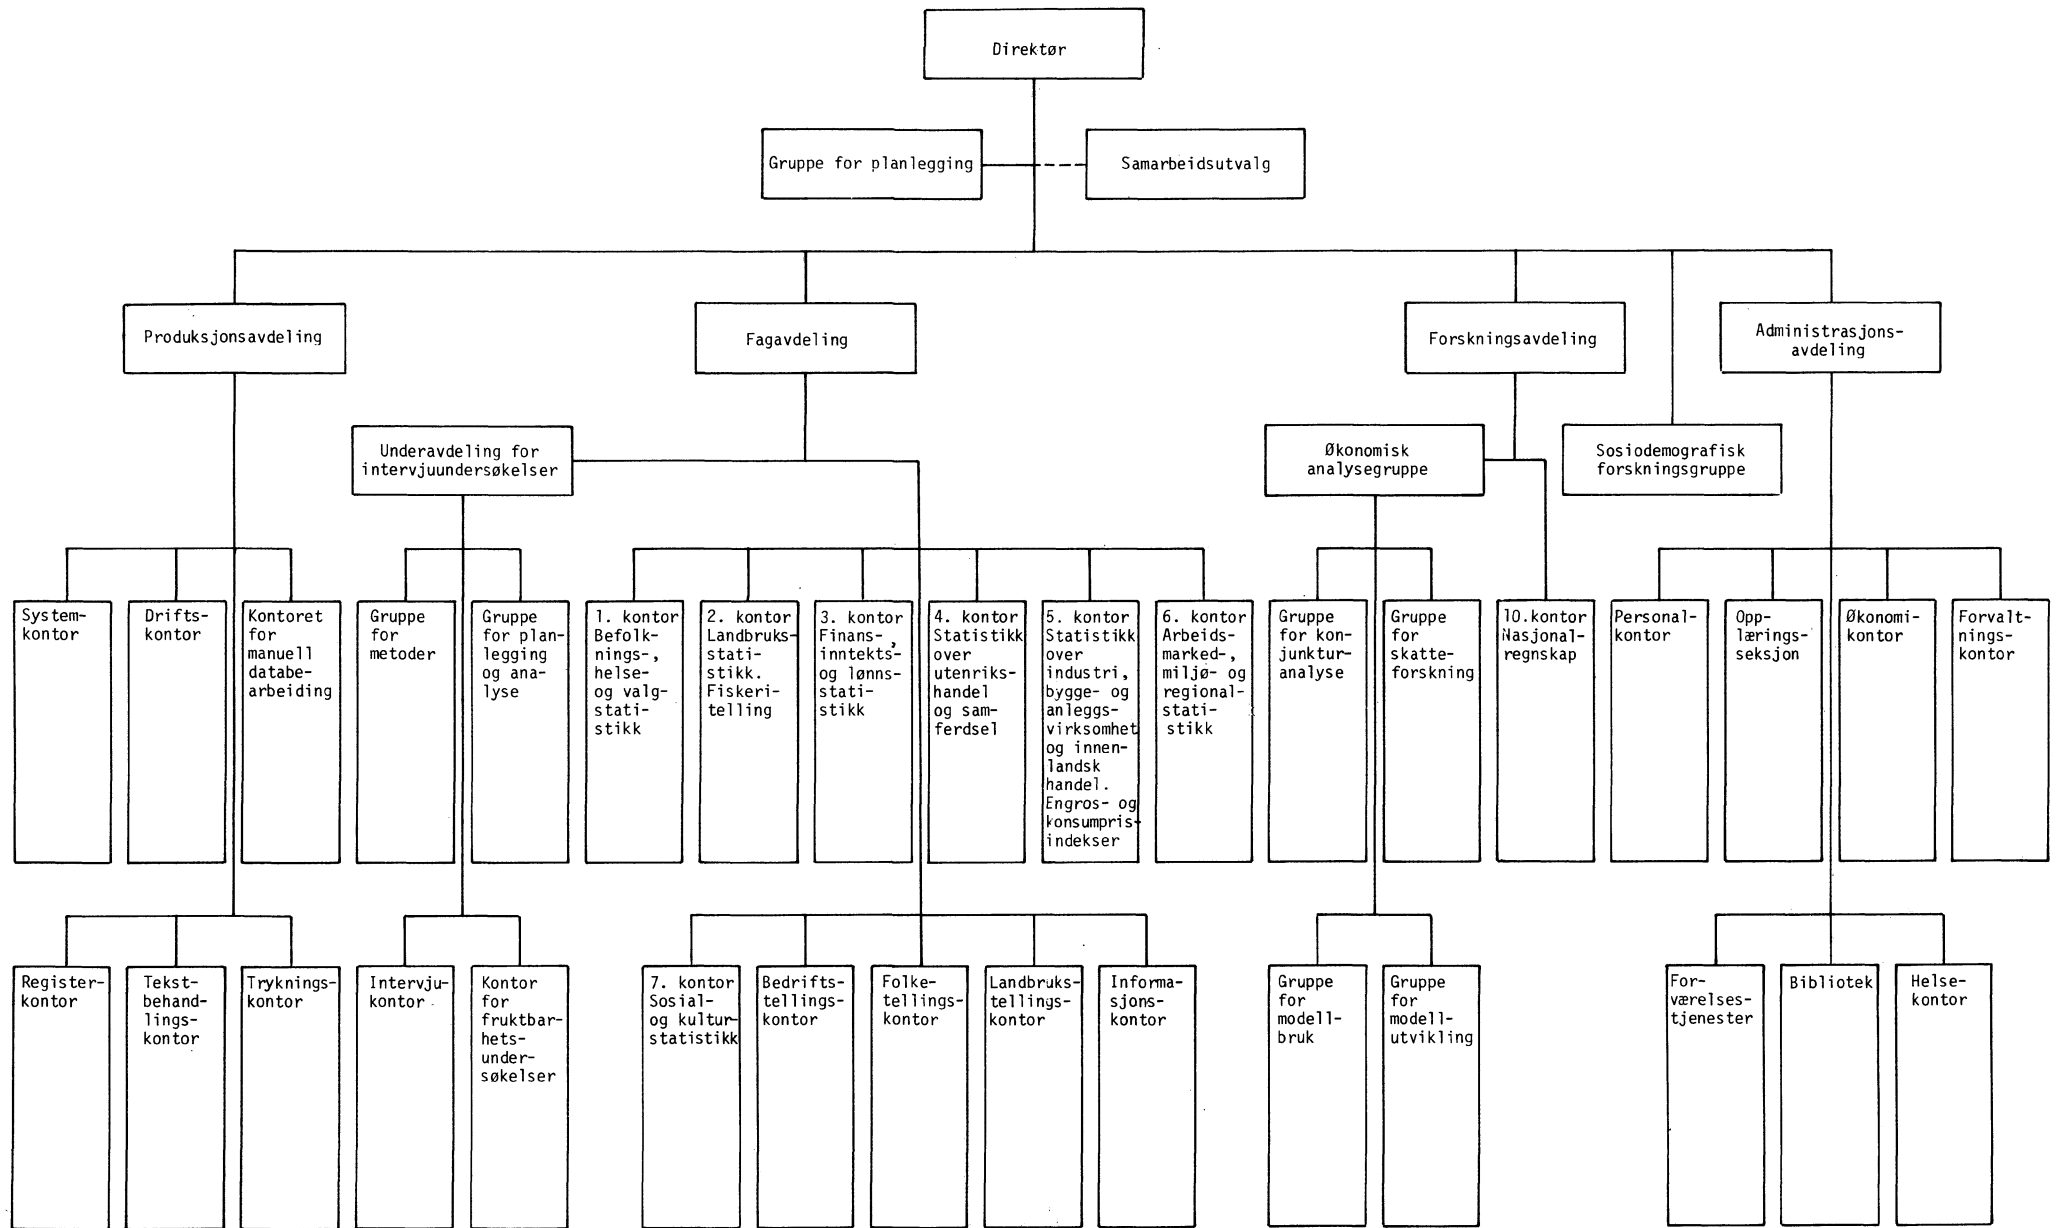 Direktør
Gruppe for planlegging
Samarbeidsutvalg
Produksjonsavdeling
Fagavdeling
Forskningsavdeling
Administrasjons-
avdeling
Underavdeling for
intervjuundersøkelser
Økonomisk
analysegruppe
Sosiodemografisk
forskningsgruppe
System-
kontor
Drifts-
kontor
Kontoret
for
manuell
databe-
arbeiding
Gruppe
for
metoder
Gruppe
for plan-
legging
og ana-
lyse
1. kontor
Befolk-
nings-,
helse-
og valg-
stati-
stikk
2. kontor
Landbruks-
stati-
stikk.
Fiskeri-
telling
3. kontor
Finans-,
inntekts-
og lønns-
stati-
stikk
4. kontor
Statistikk
over
utenriks-
handel
og sam-
ferdsel
5. kontor
Statistikk
over
industri,
bygge- og
anleggs-
virksomhet
og innen-
landsk
handel.
Engros- og
konsumpris-
indekser
6. kontor
Arbeids-
marked-,
miljø- og
regional-
stati-
stikk
Gruppe
for kon-
junktur-
analyse
Gruppe
for
skatte-
forskning
10.kontor
Nasjonal-
regnskap
Personal-
kontor
Opp-
lærings-
seksjon
Økonomi-
kontor
Forvalt-
nings-
kontor
Register-
kontor
Tekst-
behand-
lings-
kontor
Tryknings-
kontor
Intervju-
kontor
Kontor
for
fruktbar-
hets-
under-
søkelser
7. kontor
Sosial-
og kultur-
statistikk
Bedrifts-
tellings-
kontor
Folke-
tellings-
kontor
Landbruks-
tellings-
kontor
Informa-
sjons-
kontor
Gruppe
for
modell-
bruk
Gruppe
for
modell-
utvikling
For-
værelses-
tjenester
Bibliotek
Helse-
kontor